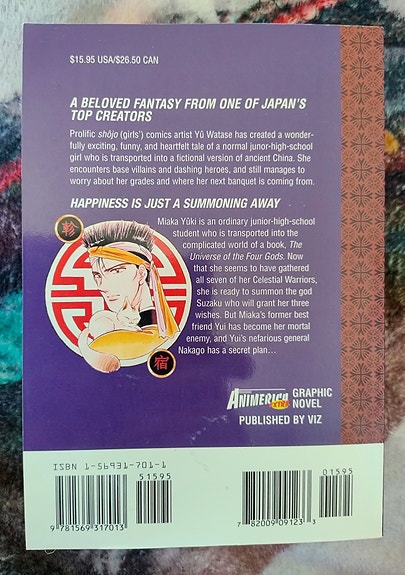 $15.95 USA/$26.50 CAN
A BELOVED FANTASY FROM ONE OF JAPAN'S
TOP CREATORS
Prolific shôjo (girls') comics artist Yû Watase has created a wonder-
fully exciting, funny, and heartfelt tale of a normal junior-high-school
girl who is transported into a fictional version of ancient China. She
encounters base villains and dashing heroes, and still manages to
worry about her grades and where her next banquet is coming from.
HAPPINESS IS JUST A SUMMONING AWAY
Miaka Yûki is an ordinary junior-high-school
student who is transported into the
complicated world of a book, The
Universe of the Four Gods. Now
that she seems to have gathered
all seven of her Celestial Warriors,
she is ready to summon the god
Suzaku who will grant her three
wishes. But Miaka's former best
friend Yui has become her mortal
enemy, and Yui's nefarious general
Nakago has a secret plan...
軫
宿
ANIMERICA EXTRA GRAPHIC
NOVEL
PUBLISHED BY VIZ
ISBN 1-56931-701-1
51595
9 781569 317013
01595
7 82009 09123 3